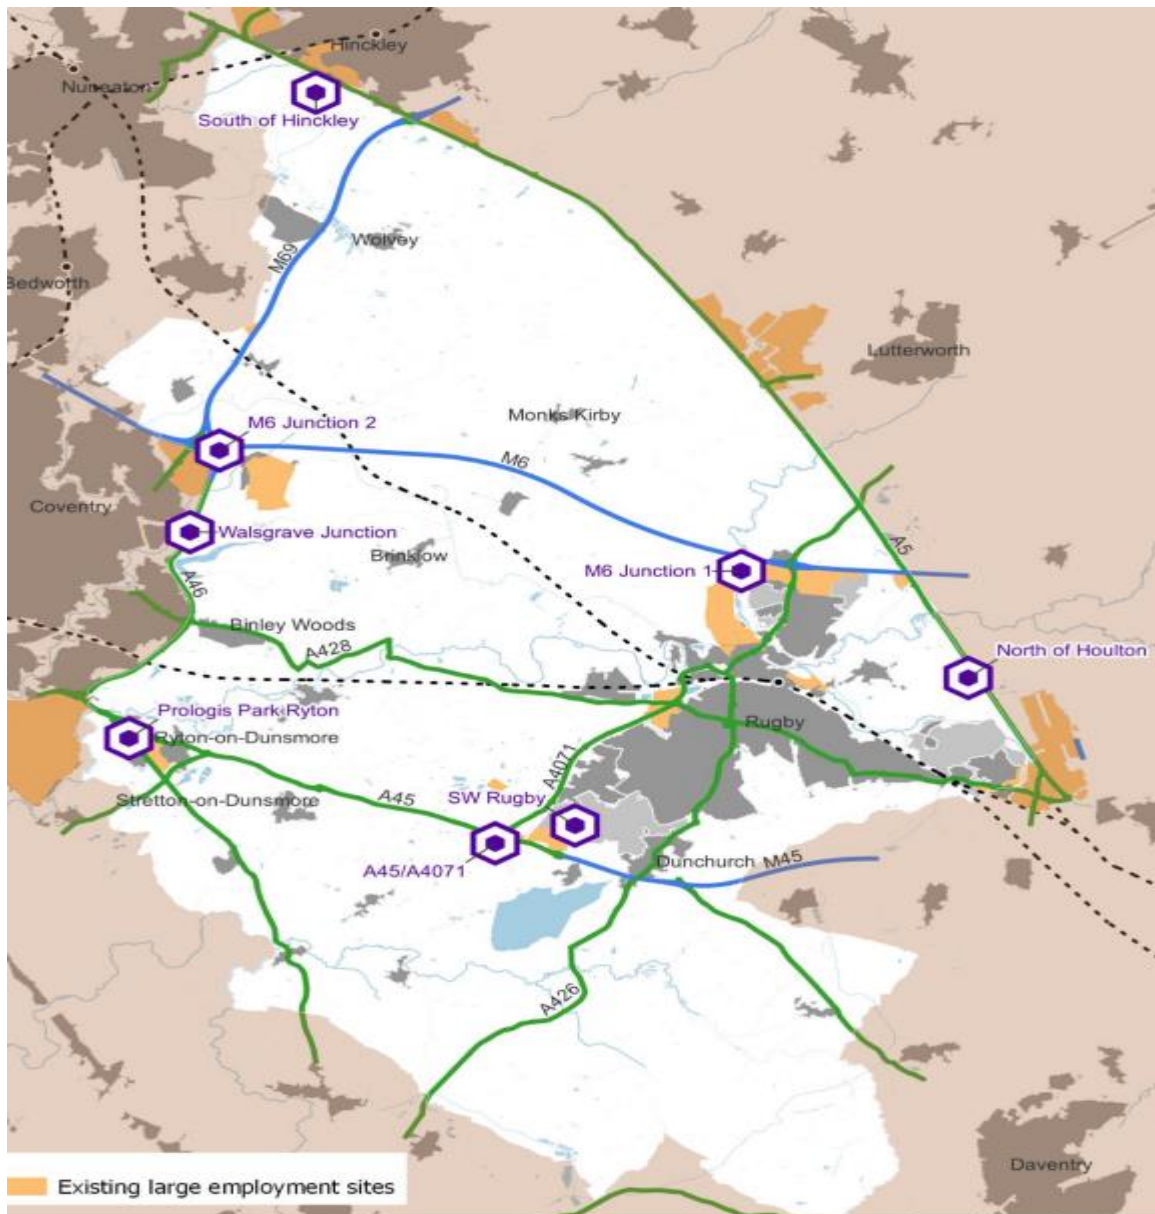 Hinckley
Nuneaton
South of Hinckley
Wolvey
M69
Bedworth
Lutterworth
Monks Kirby
M6 Junction 2
M6
Coventry
Walsgrave Junction
A5
Brinklow
M6 Junction 1
A46
Binley Woods
A428
North of Houlton
Prologis Park Ryton
Rugby
Ryton-on-Dunsmore
A4071
SW Rugby
Stretton-on-Dunsmore
A45
Dunchurch
M45
A45/A4071
A426
Daventry
Existing large employment sites